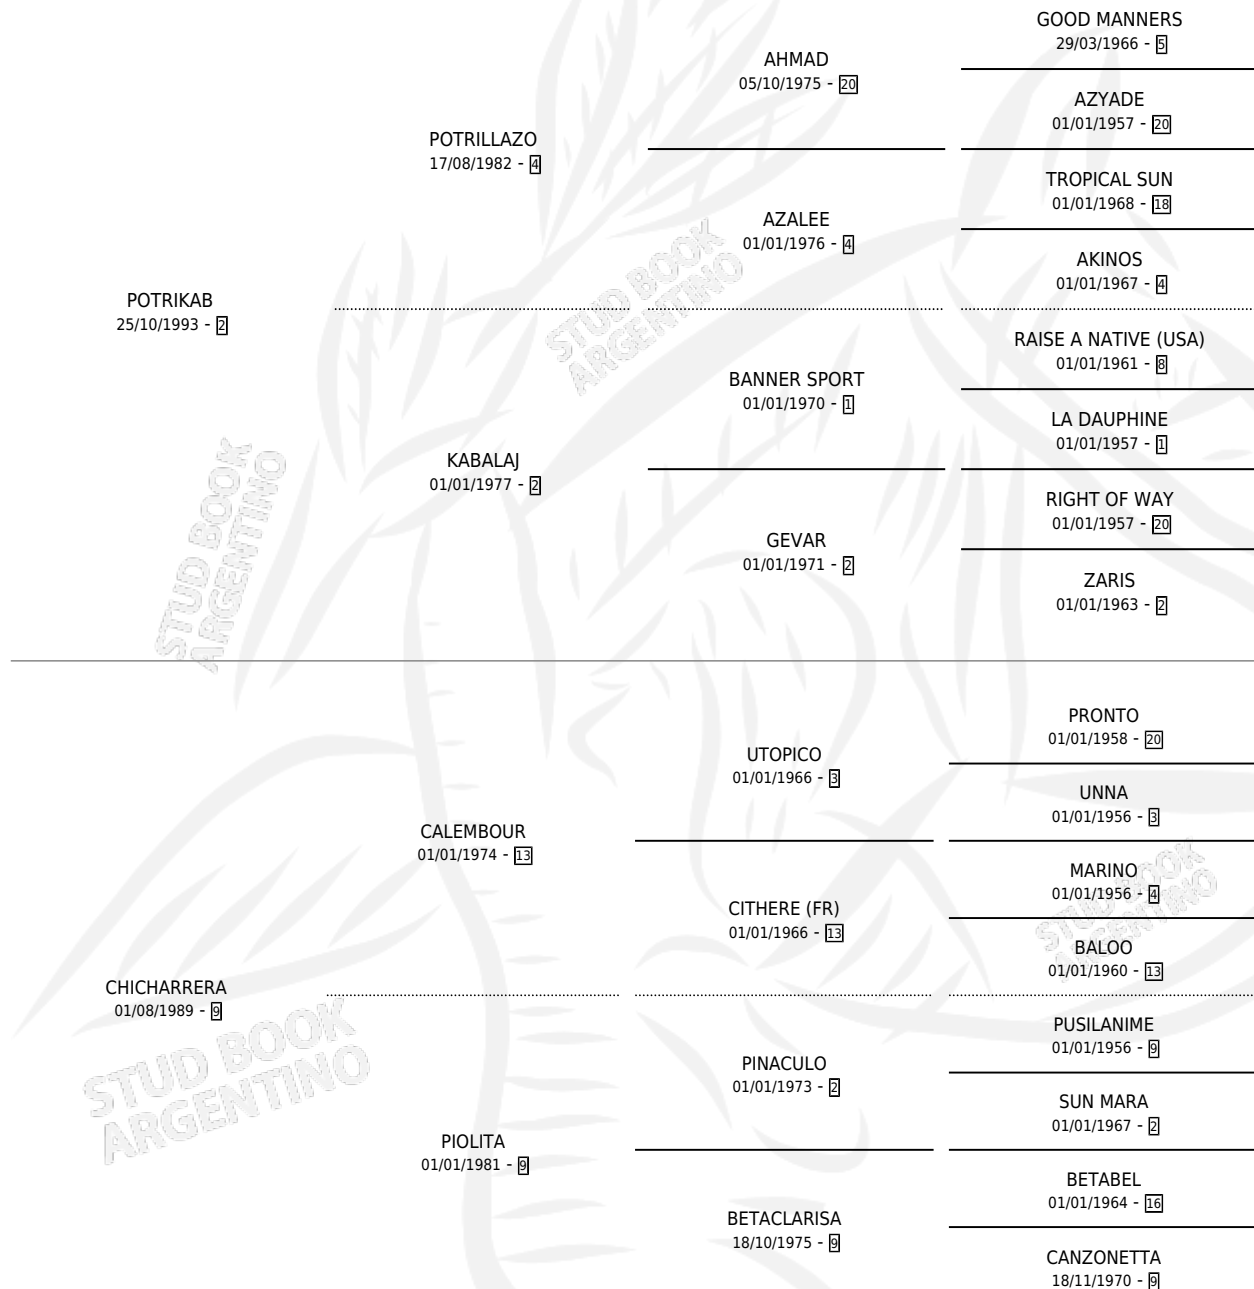 GOOD MANNERS
29/03/1966 - 5
AHMAD
05/10/1975 - 20
AZYADE
01/01/1957 - 20
POTRILLAZO
17/08/1982 - 4
TROPICAL SUN
01/01/1968 - 18
AZALEE
01/01/1976 - 4
AKINOS
01/01/1967 - 4
POTRIKAB
25/10/1993 - 2
STUD BOOK
ARGENTINO
RAISE A NATIVE (USA)
01/01/1961 - 8
BANNER SPORT
01/01/1970 - 1
LA DAUPHINE
01/01/1957 - 1
KABALAJ
01/01/1977 - 2
RIGHT OF WAY
01/01/1957 - 20
GEVAR
01/01/1971 - 2
ZARIS
01/01/1963 - 2
STUD BOOK
ARGENTINO
PRONTO
01/01/1958 - 20
UTOPICO
01/01/1966 - 3
UNNA
01/01/1956 - 3
CALEMBOUR
01/01/1974 - 13
MARINO
01/01/1956 - 4
CITHERE (FR)
01/01/1966 - 13
BALOO
01/01/1960 - 13
STUD BOOK
ARGENTINO
CHICHARRERA
01/08/1989 - 9
PUSILANIME
01/01/1956 - 9
PINACULO
01/01/1973 - 2
SUN MARA
01/01/1967 - 2
STUD BOOK
ARGENTINO
PIOLITA
01/01/1981 - 9
BETABEL
01/01/1964 - 16
BETACLARISA
18/10/1975 - 9
CANZONETTA
18/11/1970 - 9